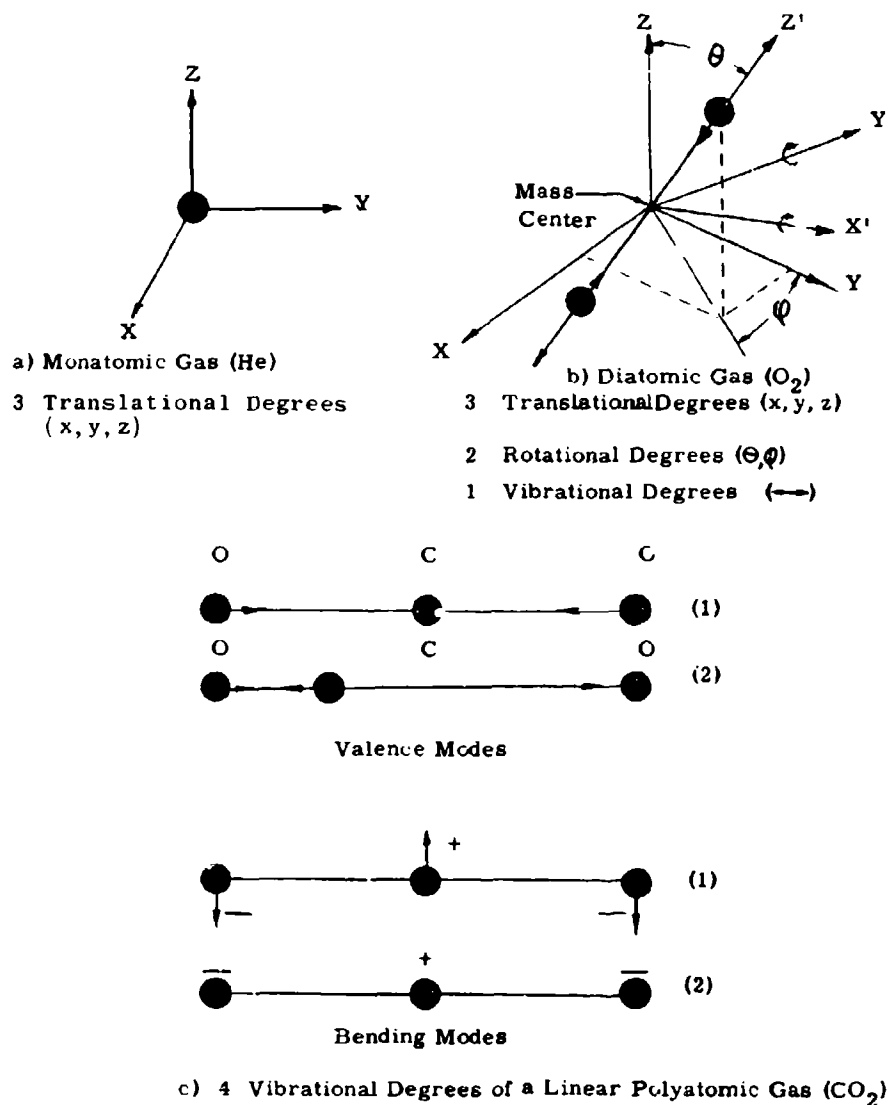 Z
Y
X
a) Monatomic Gas (He)
3 Translational Degrees
(x, y, z)
Z
θ
Z'
Y
Mass
Center
X'
Y
φ
X
b) Diatomic Gas (O₂)
3 Translational Degrees (x, y, z)
2 Rotational Degrees (Θ,φ)
1 Vibrational Degrees (↔)
O C O
(1)
O C O
(2)
Valence Modes
+
(1)
— —
— + —
(2)
Bending Modes
c) 4 Vibrational Degrees of a Linear Polyatomic Gas (CO₂)